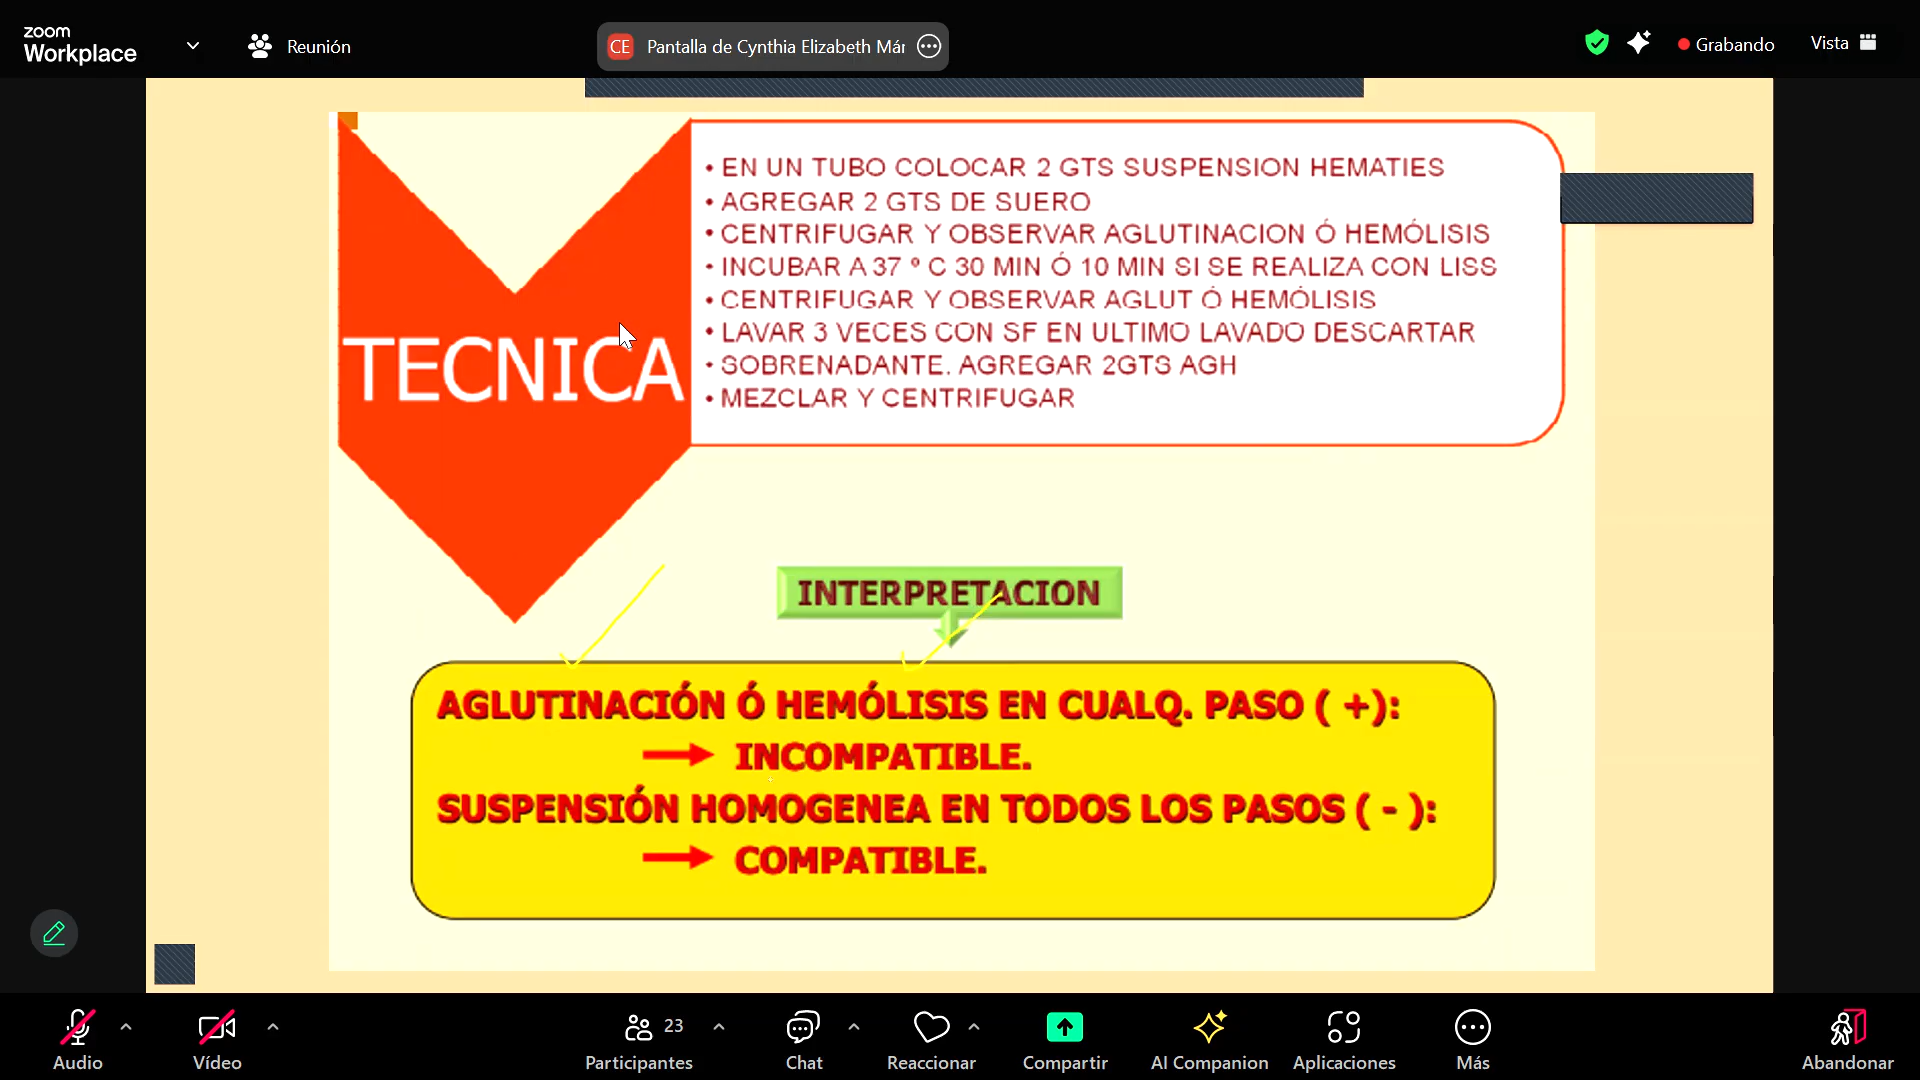 zoom
Workplace
Reunión
CE Pantalla de Cynthia Elizabeth Már
Grabando
Vista
• EN UN TUBO COLOCAR 2 GTS SUSPENSION HEMATIES
• AGREGAR 2 GTS DE SUERO
• CENTRIFUGAR Y OBSERVAR AGLUTINACION Ó HEMÓLISIS
• INCUBAR A 37 º C 30 MIN Ó 10 MIN SI SE REALIZA CON LISS
• CENTRIFUGAR Y OBSERVAR AGLUT Ó HEMÓLISIS
• LAVAR 3 VECES CON SF EN ULTIMO LAVADO DESCARTAR
• SOBRENADANTE. AGREGAR 2GTS AGH
• MEZCLAR Y CENTRIFUGAR
TECNICA
INTERPRETACION
AGLUTINACIÓN Ó HEMÓLISIS EN CUALQ. PASO ( +):
INCOMPATIBLE.
SUSPENSIÓN HOMOGENEA EN TODOS LOS PASOS ( - ):
COMPATIBLE.
Audio
Vídeo
23
Participantes
Chat
Reaccionar
Compartir
AI Companion
Aplicaciones
Más
Abandonar